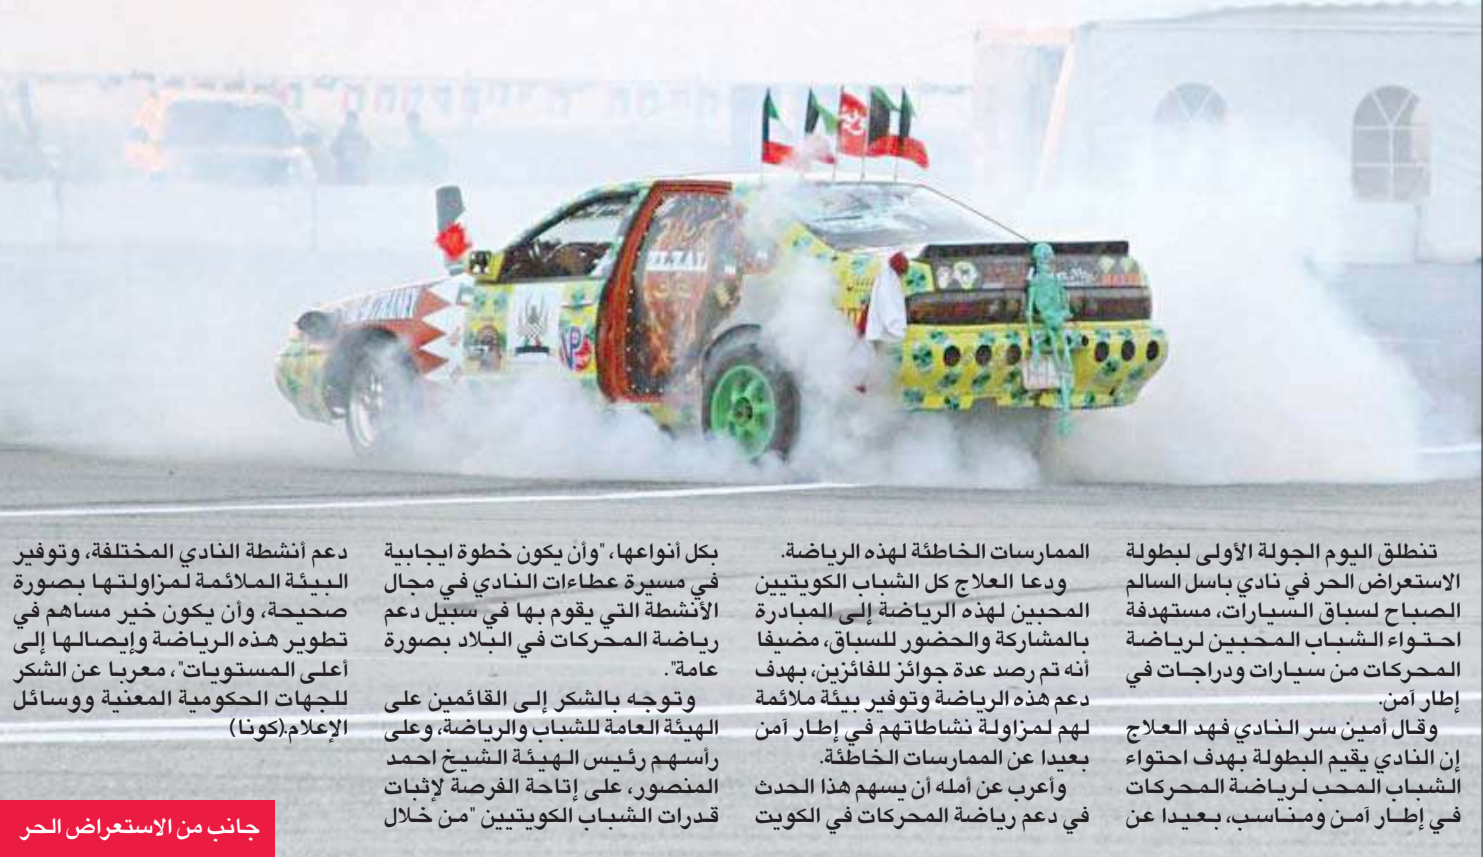 تنطلق اليوم الجولة الأولى لبطولة
الاستعراض الحر في نادي باسل السالم
الصباح لسباق السيارات، مستهدفة
احتواء الشباب المحبين لرياضة
المحركات من سيارات ودراجات في
إطار آمن.
وقال أمين سر النادي فهد العلاج
إن النادي يقيم البطولة بهدف احتواء
الشباب المحب لرياضة المحركات
في إطار آمن ومناسب، بعيدا عن
الممارسات الخاطئة لهذه الرياضة.
ودعا العلاج كل الشباب الكويتيين
المحبين لهذه الرياضة إلى المبادرة
بالمشاركة والحضور للسباق، مضيفا
أنه تم رصد عدة جوائز للفائزين، بهدف
دعم هذه الرياضة وتوفير بيئة ملائمة
لهم لمزاولة نشاطاتهم في إطار آمن
بعيدا عن الممارسات الخاطئة.
وأعرب عن أمله أن يسهم هذا الحدث
في دعم رياضة المحركات في الكويت
بكل أنواعها، "وأن يكون خطوة ايجابية
في مسيرة عطاءات النادي في مجال
الأنشطة التي يقوم بها في سبيل دعم
رياضة المحركات في البلاد بصورة
عامة".
وتوجه بالشكر إلى القائمين على
الهيئة العامة للشباب والرياضة، وعلى
رأسهم رئيس الهيئة الشيخ احمد
المنصور، على إتاحة الفرصة لإثبات
قدرات الشباب الكويتيين "من خلال
دعم أنشطة النادي المختلفة، وتوفير
البيئة الملائمة لمزاولتها بصورة
صحيحة، وأن يكون خير مساهم في
تطوير هذه الرياضة وإيصالها إلى
أعلى المستويات"، معربا عن الشكر
للجهات الحكومية المعنية ووسائل
الإعلام.(كونا)
جانب من الاستعراض الحر